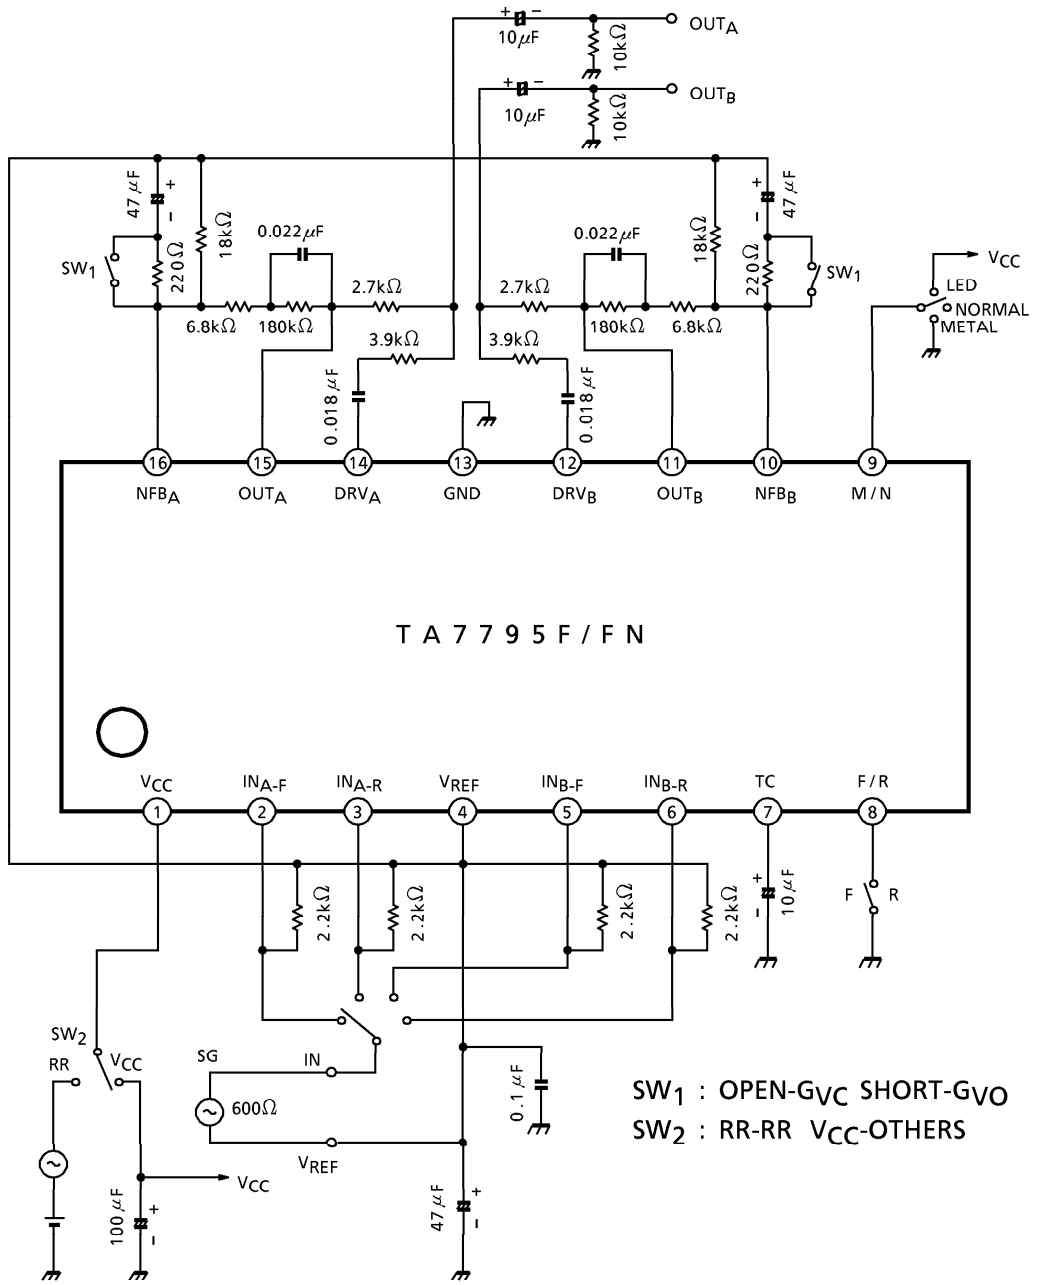 + −
OUTA
10μF
10kΩ
+ −
OUTB
10μF
10kΩ
47μF
+
-
18kΩ
0.022μF
SW1
220Ω
6.8kΩ
180kΩ
2.7kΩ
3.9kΩ
0.018μF
2.7kΩ
3.9kΩ
0.018μF
0.022μF
180kΩ
6.8kΩ
18kΩ
220Ω
+
-
47μF
SW1
VCC
LED
NORMAL
METAL
16 15 14 13 12 11 10 9
NFBA OUTA DRVA GND DRVB OUTB NFBB M/N
TA7795F/FN
VCC INA-F INA-R VREF INB-F INB-R TC F/R
1 2 3 4 5 6 7 8
2.2kΩ
2.2kΩ
2.2kΩ
2.2kΩ
+
-
10μF
F R
SW2
RR
VCC
SG
IN
600Ω
VREF
0.1μF
VCC
100μF
+
-
47μF
+
-
SW1 : OPEN-GVC SHORT-GVO
SW2 : RR-RR VCC-OTHERS